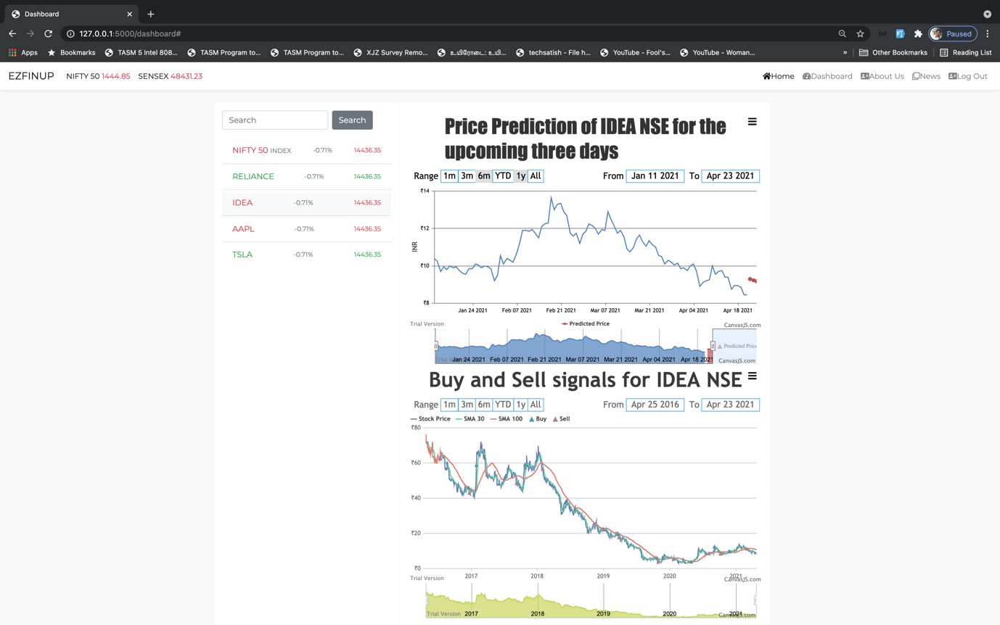 Dashboard
127.0.0.1:5000/dashboard#
Paused
Apps Bookmarks TASM 5 Intel 808... TASM Program to... TASM Program to... XJZ Survey Remo... உயிரோடை: உயி... techsatish - File h... YouTube - Fool's... YouTube - Woman... » Other Bookmarks Reading List
EZFINUP NIFTY 50 1444.85 SENSEX 48431.23 Home Dashboard About Us News Log Out
Search Search
NIFTY 50 INDEX -0.71% 14436.35
RELIANCE -0.71% 14436.35
IDEA -0.71% 14436.35
AAPL -0.71% 14436.35
TSLA -0.71% 14436.35
Price Prediction of IDEA NSE for the
upcoming three days
Range 1m 3m 6m YTD 1y All From Jan 11 2021 To Apr 23 2021
₹14
₹12
INR
₹10
₹8
Jan 24 2021 Feb 07 2021 Feb 21 2021 Mar 07 2021 Mar 21 2021 Apr 04 2021 Apr 18 2021
Trial Version Predicted Price CanvasJS.com
Predicted Price
Jan 24 2021 Feb 07 2021 Feb 21 2021 Mar 07 2021 Mar 21 2021 Apr 04 2021 Apr 18 2021 CanvasJS.com
Buy and Sell signals for IDEA NSE
Range 1m 3m 6m YTD 1y All From Apr 25 2016 To Apr 23 2021
Stock Price SMA 30 SMA 100 Buy Sell
₹80
₹60
₹40
₹20
₹0
2017 2018 2019 2020 2021
Trial Version CanvasJS.com
Trial Version 2017 2018 2019 2020 2021 CanvasJS.com